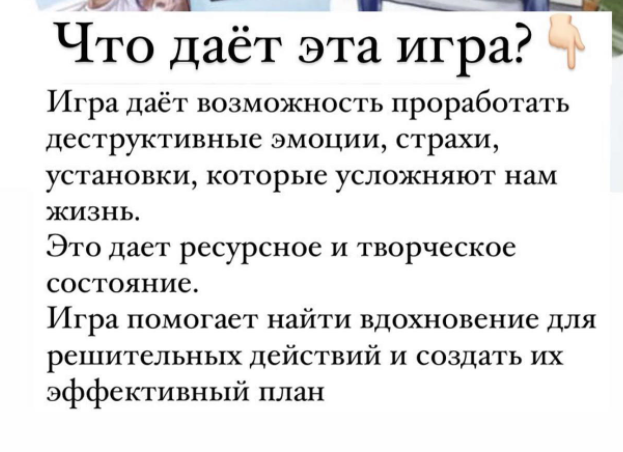 Что даёт эта игра?👇🏻
Игра даёт возможность проработать
деструктивные эмоции, страхи,
установки, которые усложняют нам
жизнь.
Это дает ресурсное и творческое
состояние.
Игра помогает найти вдохновение для
решительных действий и создать их
эффективный план